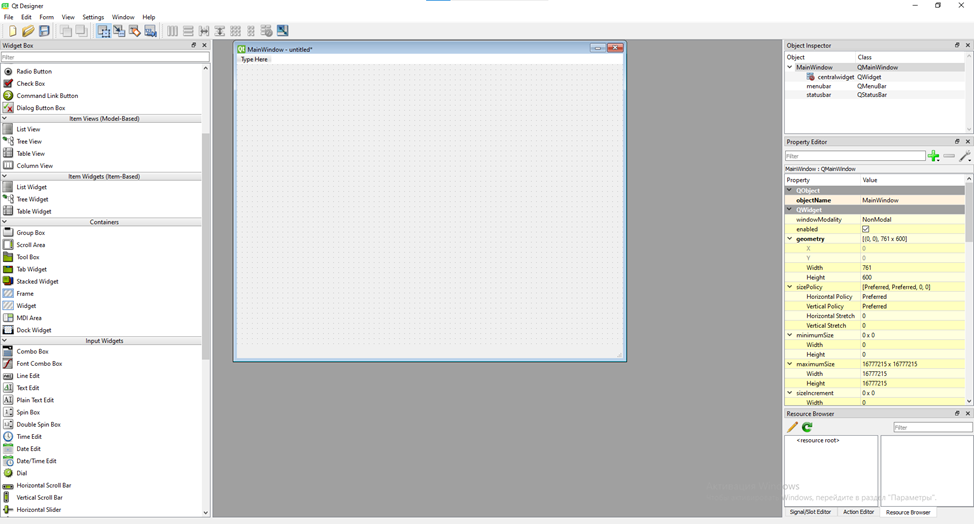 Qt Designer
File Edit Form View Settings Window Help
Widget Box
Filter
Radio Button
Check Box
Command Link Button
Dialog Button Box
Item Views (Model-Based)
List View
Tree View
Table View
Column View
Item Widgets (Item-Based)
List Widget
Tree Widget
Table Widget
Containers
Group Box
Scroll Area
Tool Box
Tab Widget
Stacked Widget
Frame
Widget
MDI Area
Dock Widget
Input Widgets
Combo Box
Font Combo Box
Line Edit
Text Edit
Plain Text Edit
Spin Box
Double Spin Box
Time Edit
Date Edit
Date/Time Edit
Dial
Horizontal Scroll Bar
Vertical Scroll Bar
Horizontal Slider
MainWindow - untitled*
Type Here
Object Inspector
Object Class
MainWindow QMainWindow
centralwidget QWidget
menubar QMenuBar
statusbar QStatusBar
Property Editor
Filter
MainWindow : QMainWindow
Property Value
QObject
objectName MainWindow
QWidget
windowModality NonModal
enabled
geometry [(0, 0), 761 x 600]
X 0
Y 0
Width 761
Height 600
sizePolicy [Preferred, Preferred, 0, 0]
Horizontal Policy Preferred
Vertical Policy Preferred
Horizontal Stretch 0
Vertical Stretch 0
minimumSize 0 x 0
Width 0
Height 0
maximumSize 16777215 x 16777215
Width 16777215
Height 16777215
sizeIncrement 0 x 0
Width 0
Resource Browser
Filter
<resource root>
Windows, перейдите в раздел "Параметры".
Signal/Slot Editor Action Editor Resource Browser